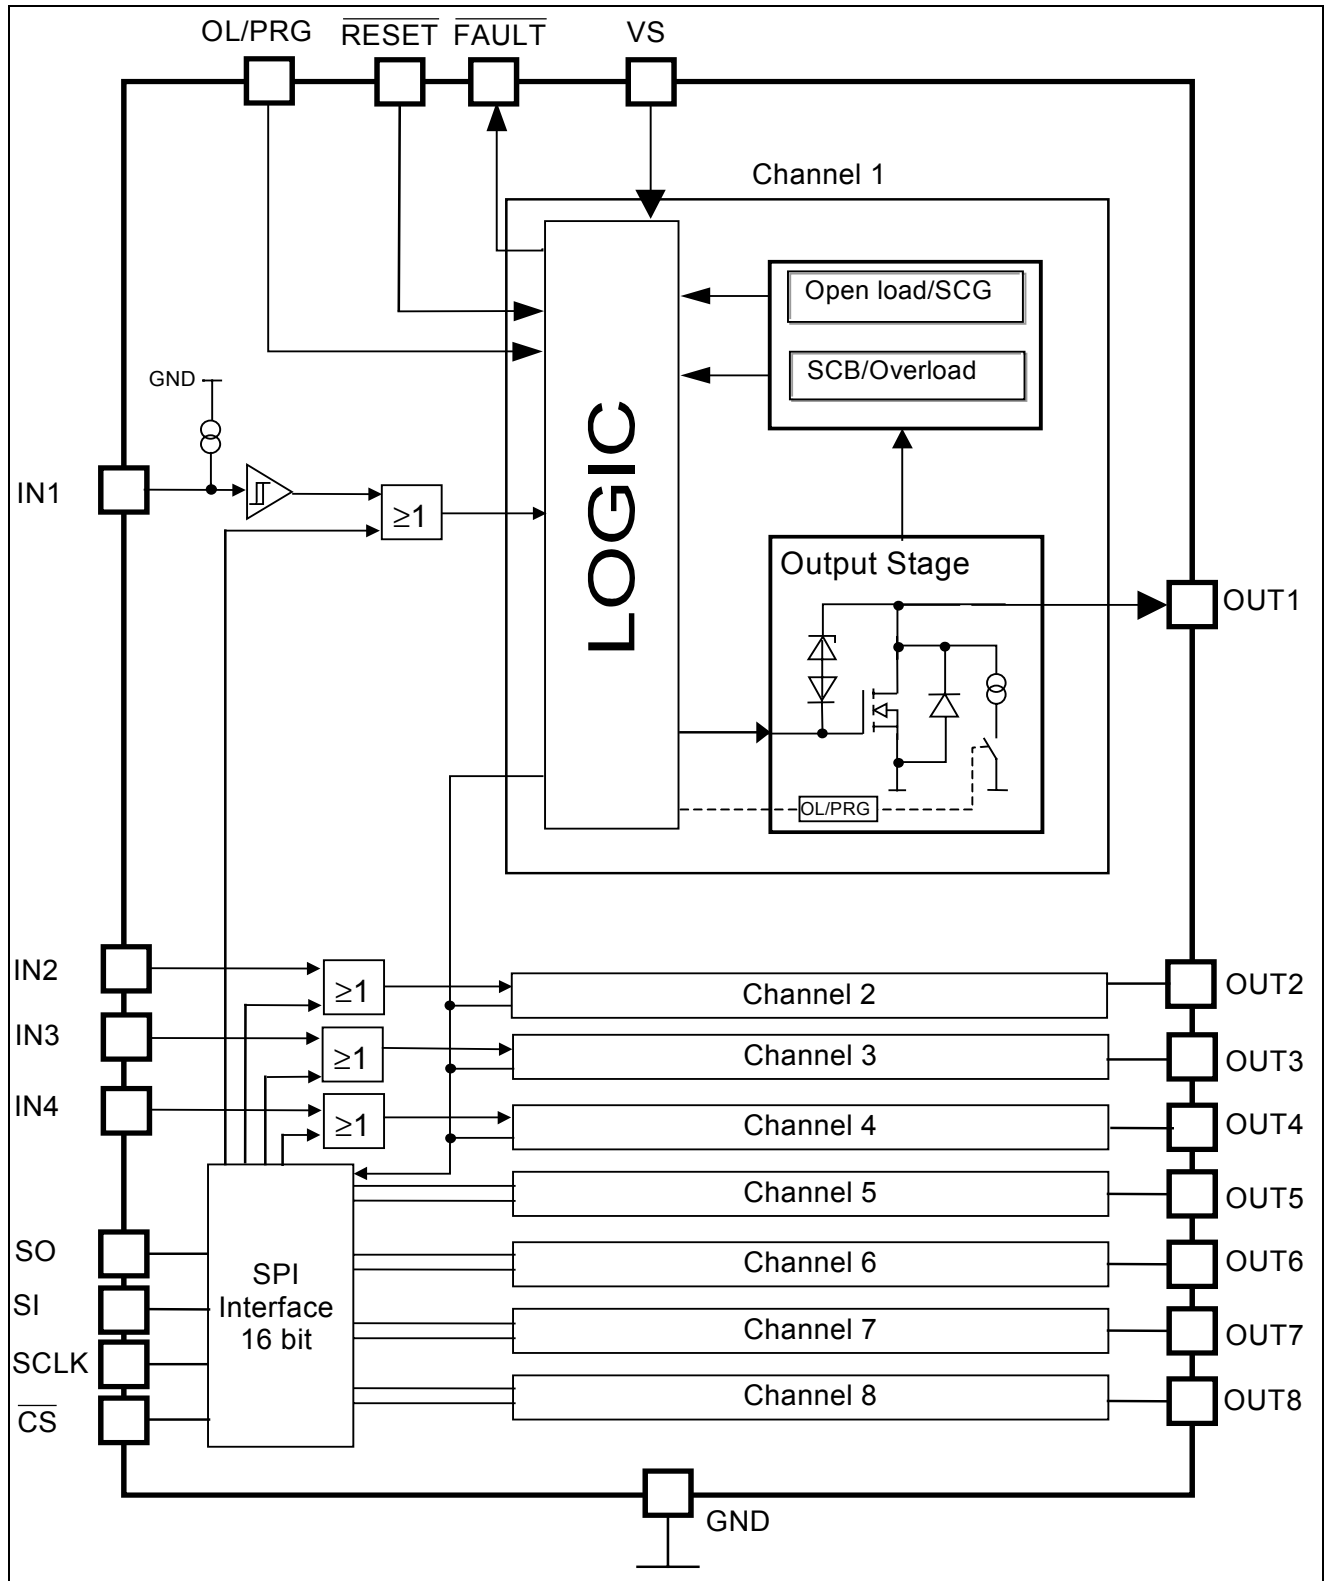 OL/PRG RESET FAULT VS
Channel 1
Open load/SCG
SCB/Overload
GND
LOGIC
IN1
≥1
Output Stage
OUT1
OL/PRG
IN2
≥1
Channel 2
OUT2
IN3
≥1
Channel 3
OUT3
IN4
≥1
Channel 4
OUT4
Channel 5
OUT5
SO
SPI
Interface
16 bit
Channel 6
OUT6
SI
Channel 7
OUT7
SCLK
Channel 8
OUT8
CS
GND